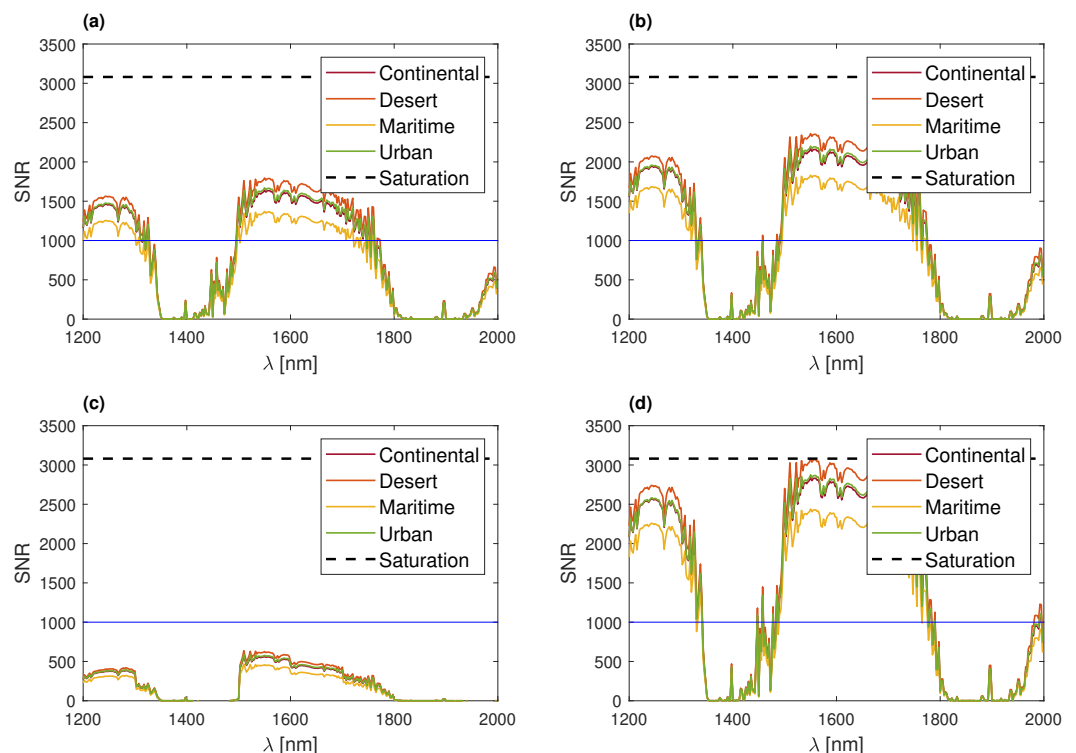 (a)
3500
3000
2500
2000
1500
1000
500
0
SNR
1200
1400
1600
1800
2000
λ [nm]
Continental
Desert
Maritime
Urban
Saturation
(b)
3500
3000
2500
2000
1500
1000
500
0
SNR
1200
1400
1600
1800
2000
λ [nm]
Continental
Desert
Maritime
Urban
Saturation
(c)
3500
3000
2500
2000
1500
1000
500
0
SNR
1200
1400
1600
1800
2000
λ [nm]
Continental
Desert
Maritime
Urban
Saturation
(d)
3500
3000
2500
2000
1500
1000
500
0
SNR
1200
1400
1600
1800
2000
λ [nm]
Continental
Desert
Maritime
Urban
Saturation